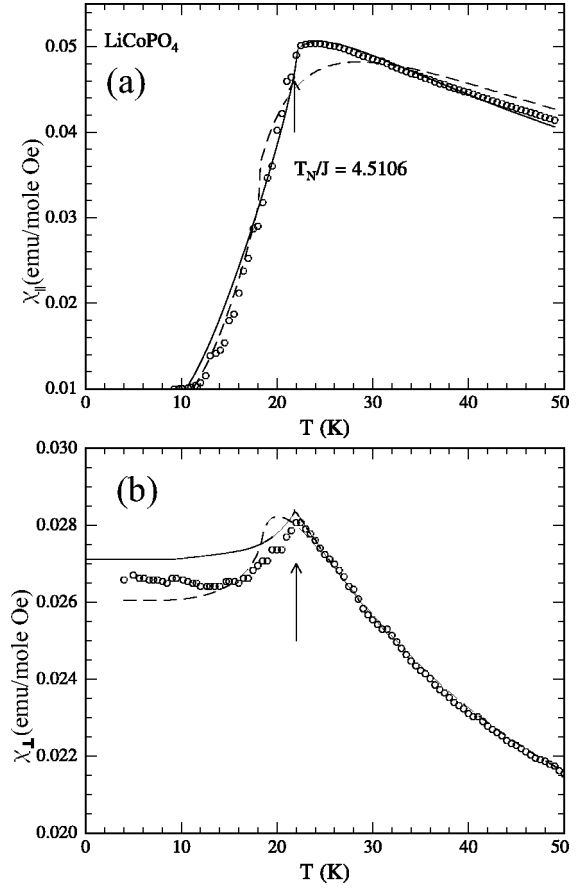 0.05
LiCoPO₄
(a)
0.04
T_N/J = 4.5106
0.03
0.02
0.01
χ∥(emu/mole Oe)
0 10 20 30 40 50
T (K)
0.030
(b)
0.028
0.026
0.024
0.022
0.020
χ⊥(emu/mole Oe)
0 10 20 30 40 50
T (K)